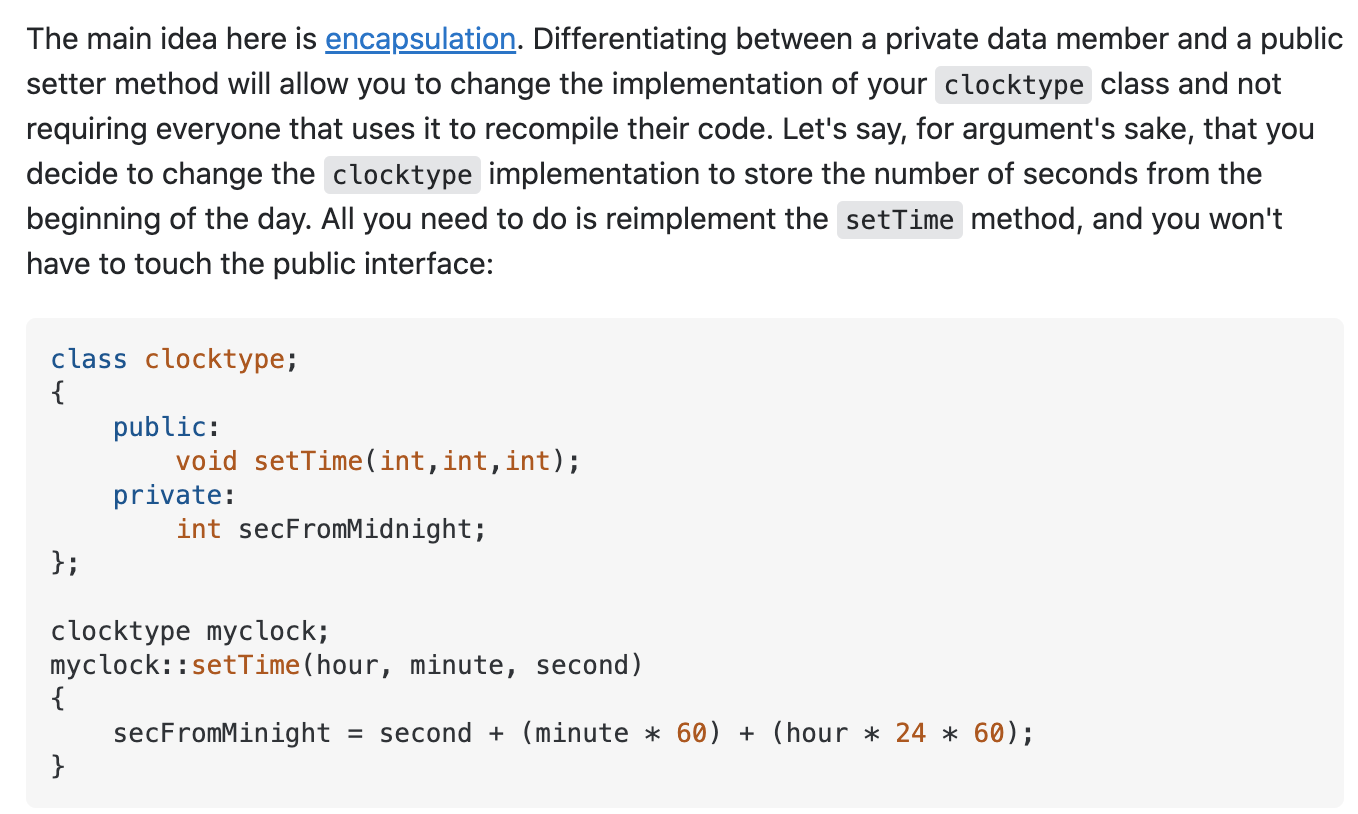 The main idea here is encapsulation. Differentiating between a private data member and a public
setter method will allow you to change the implementation of your clocktype class and not
requiring everyone that uses it to recompile their code. Let's say, for argument's sake, that you
decide to change the clocktype implementation to store the number of seconds from the
beginning of the day. All you need to do is reimplement the setTime method, and you won't
have to touch the public interface:
class clocktype;
{
    public:
        void setTime(int,int,int);
    private:
        int secFromMidnight;
};
clocktype myclock;
myclock::setTime(hour, minute, second)
{
    secFromMinight = second + (minute * 60) + (hour * 24 * 60);
}